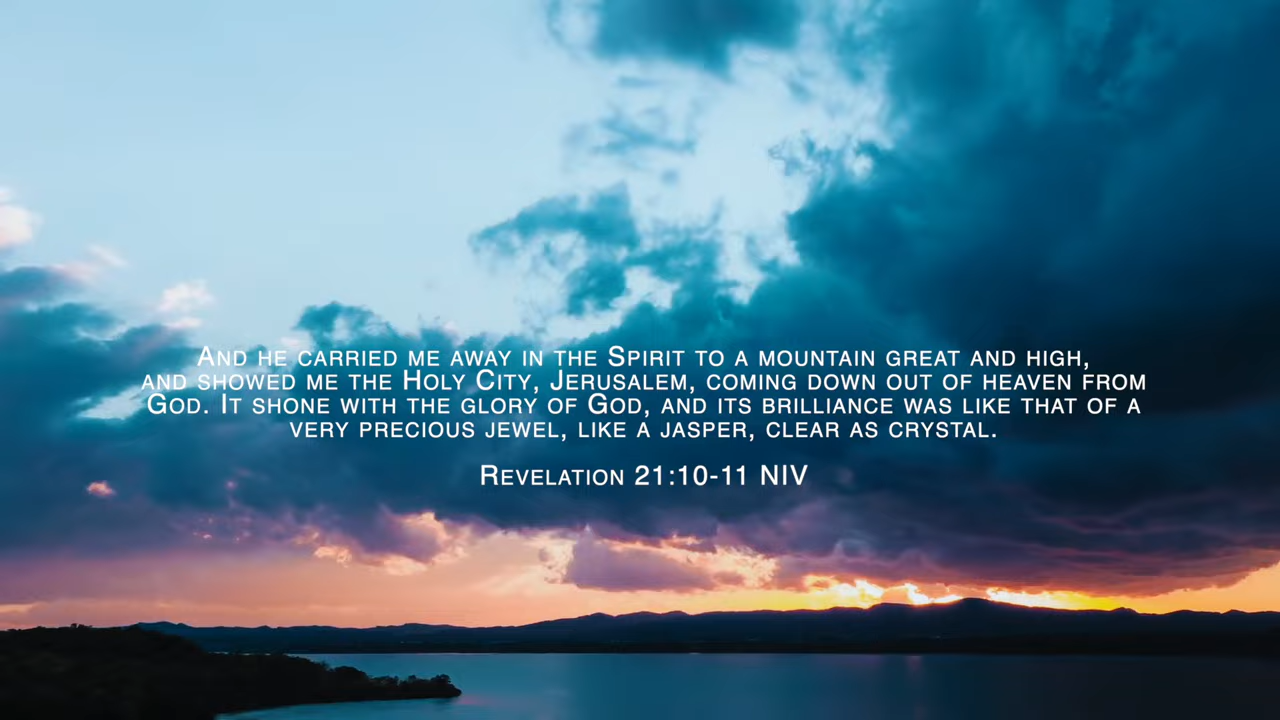 And he carried me away in the Spirit to a mountain great and high,
and showed me the Holy City, Jerusalem, coming down out of heaven from
God. It shone with the glory of God, and its brilliance was like that of a
very precious jewel, like a jasper, clear as crystal.
Revelation 21:10-11 NIV